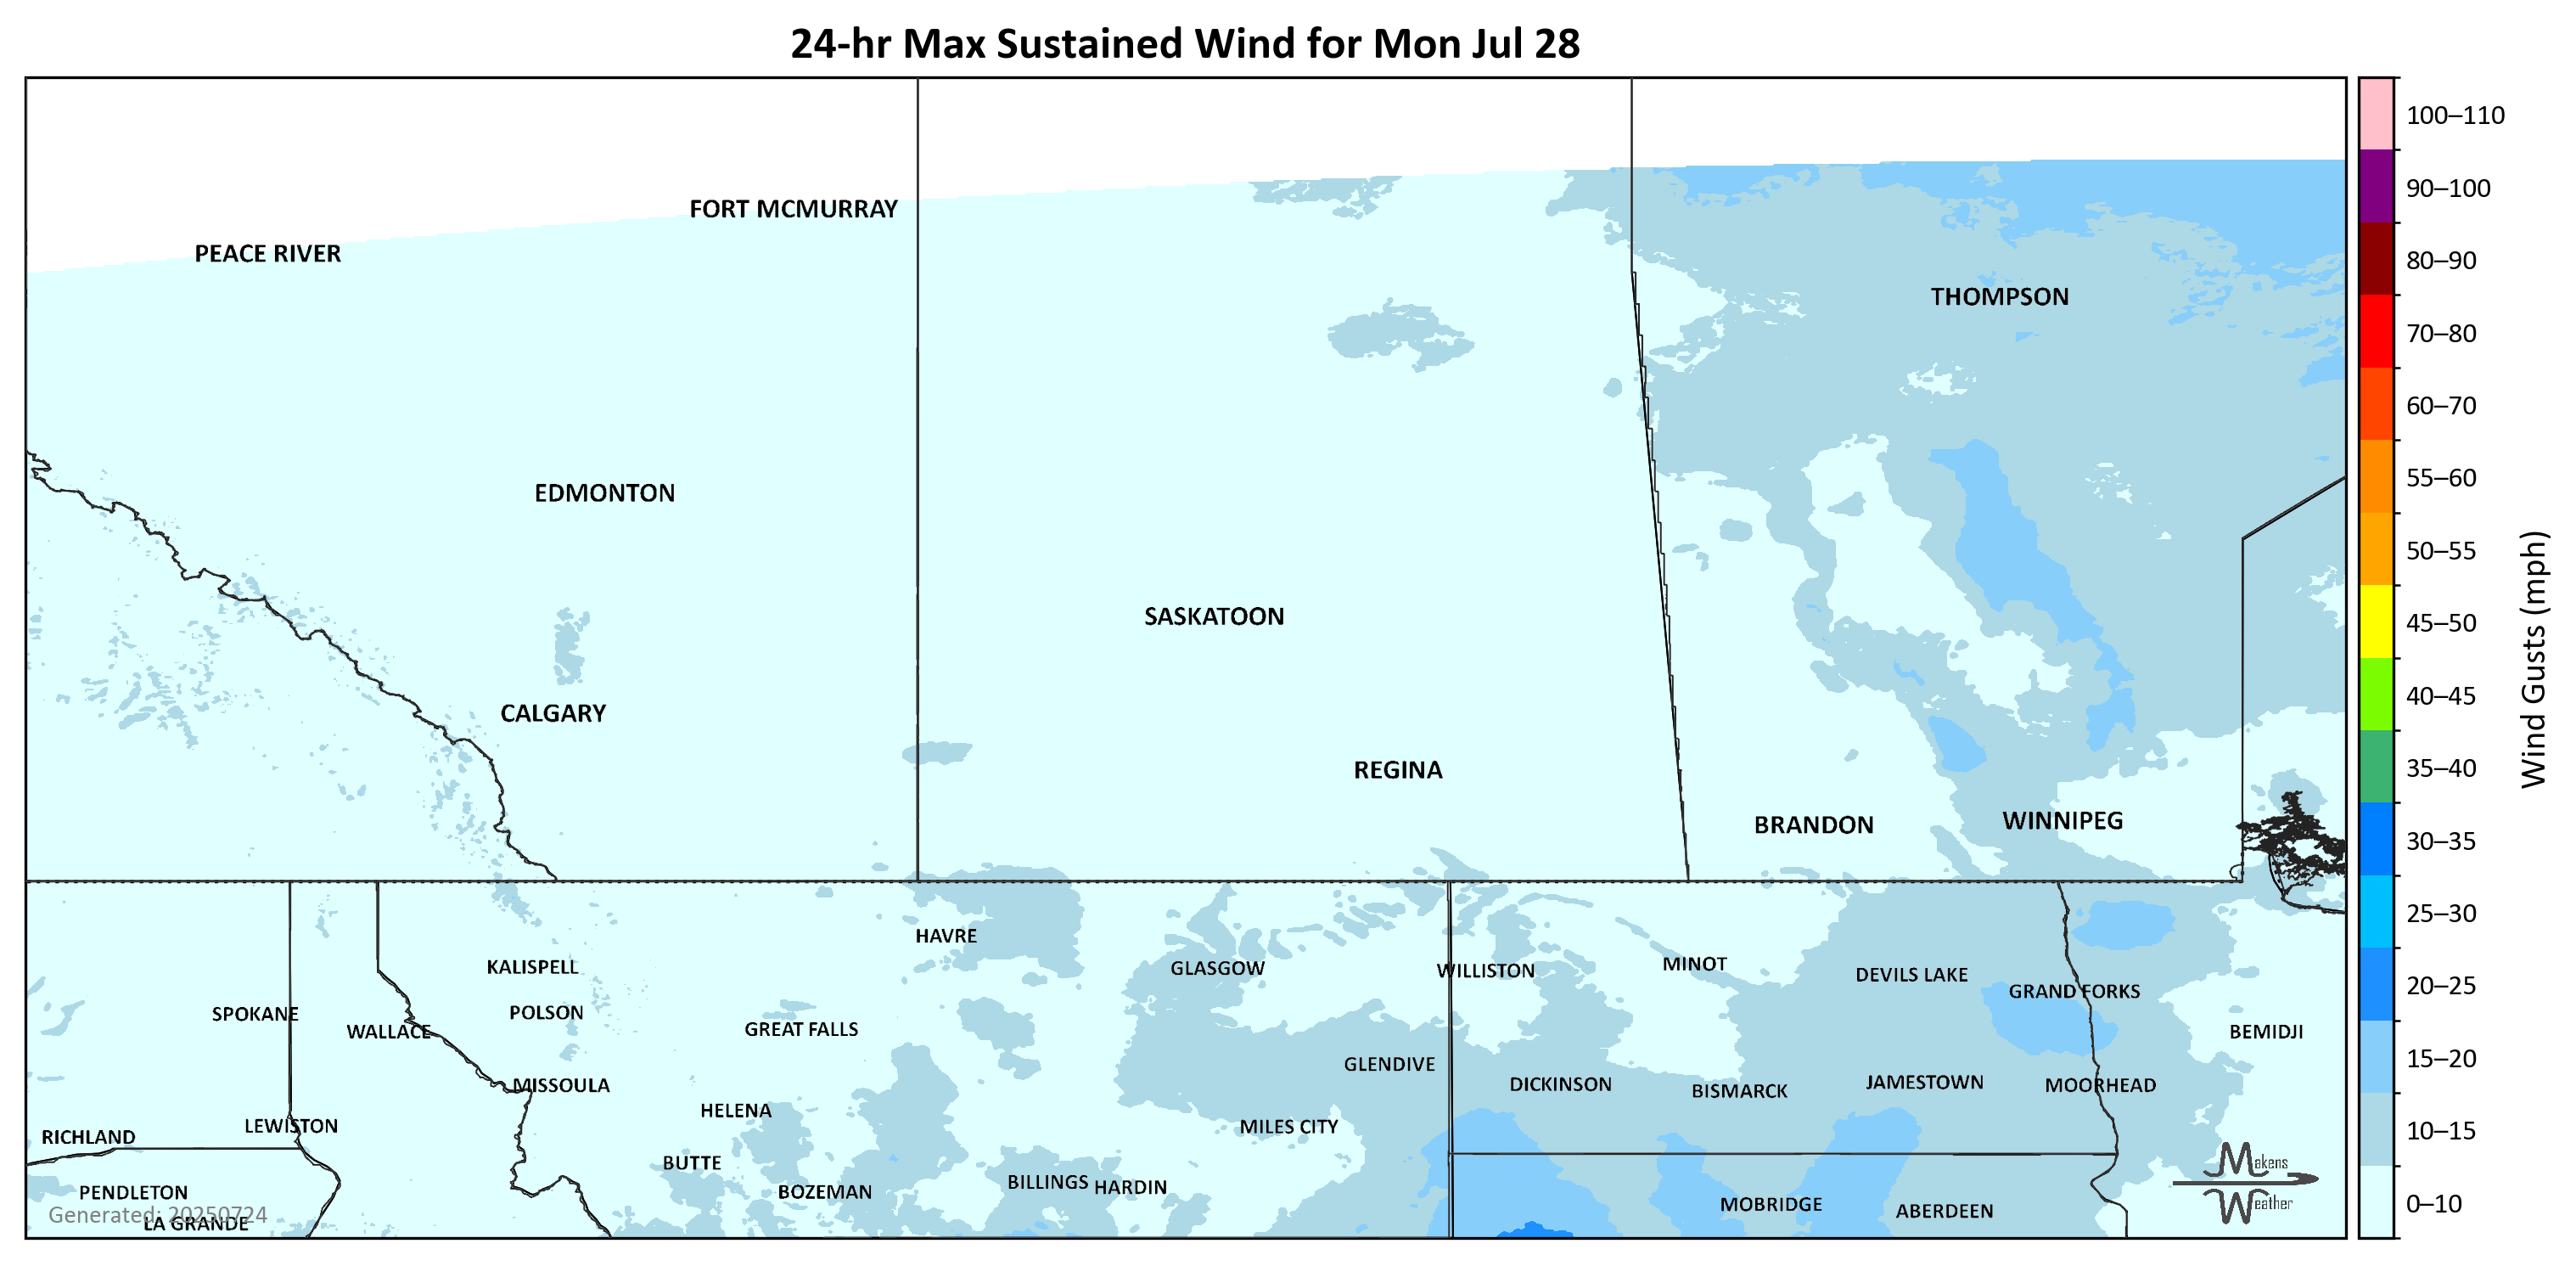 24-hr Max Sustained Wind for Mon Jul 28
100–110
FORT MCMURRAY
90–100
PEACE RIVER
80–90
THOMPSON
70–80
60–70
EDMONTON
55–60
50–55
SASKATOON
45–50
CALGARY
40–45
REGINA
35–40
BRANDON
WINNIPEG
30–35
Wind Gusts (mph)
HAVRE
25–30
KALISPELL
GLASGOW
WILLISTON
MINOT
DEVILS LAKE
GRAND FORKS
20–25
SPOKANE
POLSON
WALLACE
GREAT FALLS
BEMIDJI
15–20
GLENDIVE
MISSOULA
DICKINSON
BISMARCK
JAMESTOWN
MOORHEAD
HELENA
LEWISTON
MILES CITY
10–15
RICHLAND
BUTTE
Makens
Weather
PENDLETON
BOZEMAN
BILLINGS
HARDIN
MOBRIDGE
ABERDEEN
0–10
Generated: 20250724
LA GRANDE